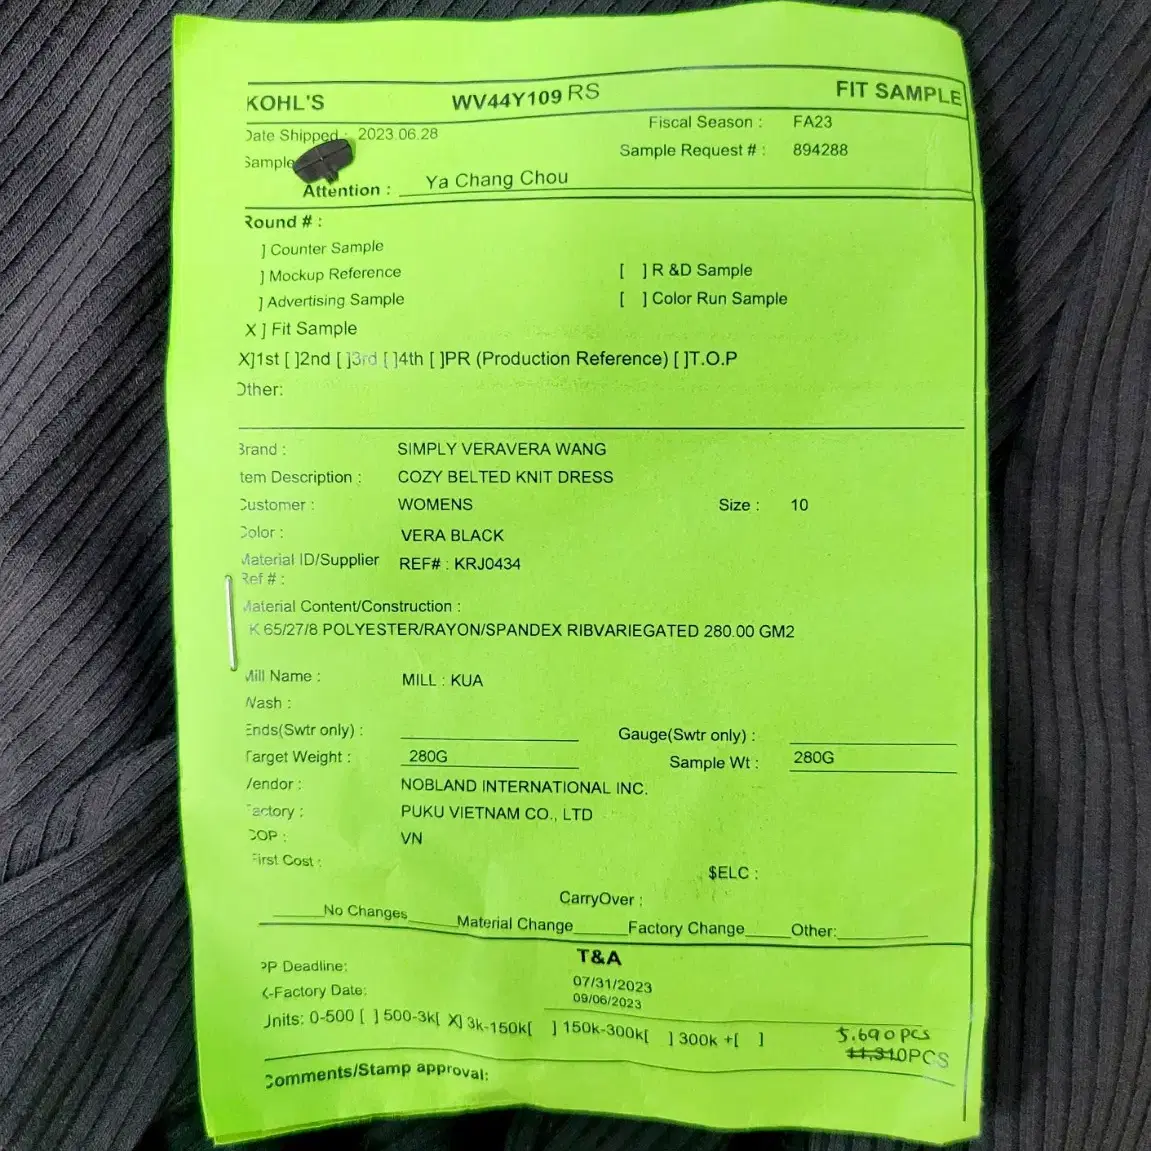 KOHL'S WV44Y109 RS FIT SAMPLE
Date Shipped : 2023.06.28 Fiscal Season : FA23
Sample Sample Request # : 894288
Attention : Ya Chang Chou
Round # :
] Counter Sample
] Mockup Reference [ ] R &D Sample
] Advertising Sample [ ] Color Run Sample
X ] Fit Sample
X]1st [ ]2nd [ ]3rd [ ]4th [ ]PR (Production Reference) [ ]T.O.P
Other:
Brand : SIMPLY VERAVERA WANG
tem Description : COZY BELTED KNIT DRESS
Customer : WOMENS Size : 10
Color : VERA BLACK
Material ID/Supplier REF# : KRJ0434
Ref # :
Material Content/Construction :
K 65/27/8 POLYESTER/RAYON/SPANDEX RIBVARIEGATED 280.00 GM2
Mill Name : MILL : KUA
Wash :
Ends(Swtr only) : Gauge(Swtr only) :
Target Weight : 280G Sample Wt : 280G
Vendor : NOBLAND INTERNATIONAL INC.
Factory : PUKU VIETNAM CO., LTD
COP : VN
First Cost : $ELC :
CarryOver :
No Changes Material Change Factory Change Other:
T&A
PP Deadline: 07/31/2023
X-Factory Date: 09/06/2023
Units: 0-500 [ ] 500-3k[ X] 3k-150k[ ] 150k-300k[ ] 300k +[ ] 5,690 PCS
11,310PCS
Comments/Stamp approval: